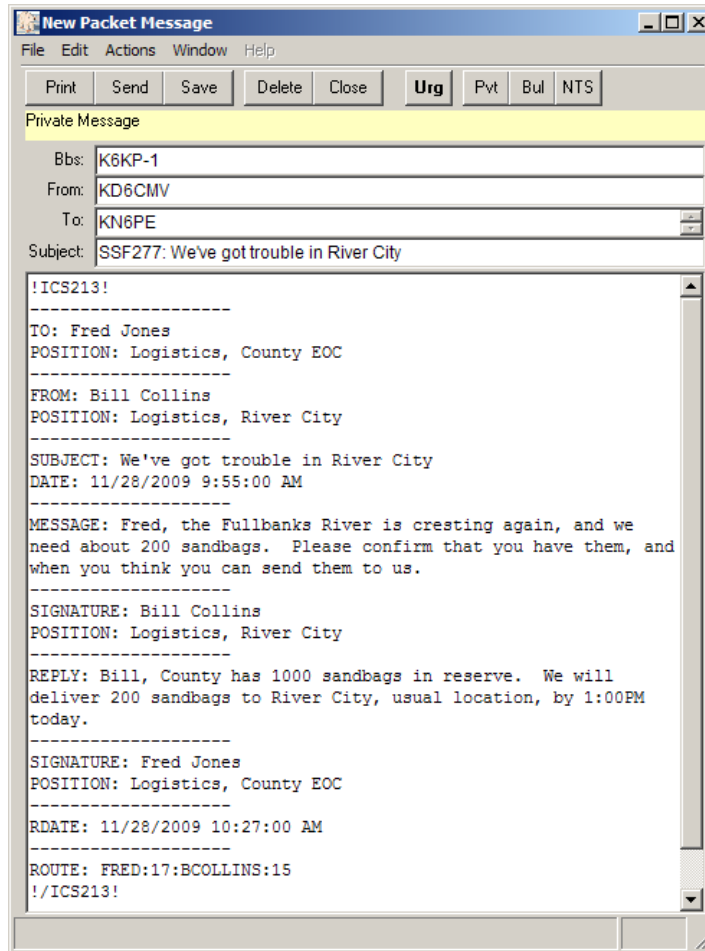 New Packet Message
File Edit Actions Window Help
Print Send Save Delete Close Urg Pvt Bul NTS
Private Message
Bbs: K6KP-1
From: KD6CMV
To: KN6PE
Subject: SSF277: We've got trouble in River City
!ICS213!
--------------------
TO: Fred Jones
POSITION: Logistics, County EOC
--------------------
FROM: Bill Collins
POSITION: Logistics, River City
--------------------
SUBJECT: We've got trouble in River City
DATE: 11/28/2009 9:55:00 AM
--------------------
MESSAGE: Fred, the Fullbanks River is cresting again, and we
need about 200 sandbags.  Please confirm that you have them, and
when you think you can send them to us.
--------------------
SIGNATURE: Bill Collins
POSITION: Logistics, River City
--------------------
REPLY: Bill, County has 1000 sandbags in reserve.  We will
deliver 200 sandbags to River City, usual location, by 1:00PM
today.
--------------------
SIGNATURE: Fred Jones
POSITION: Logistics, County EOC
--------------------
RDATE: 11/28/2009 10:27:00 AM
--------------------
ROUTE: FRED:17:BCOLLINS:15
!/ICS213!